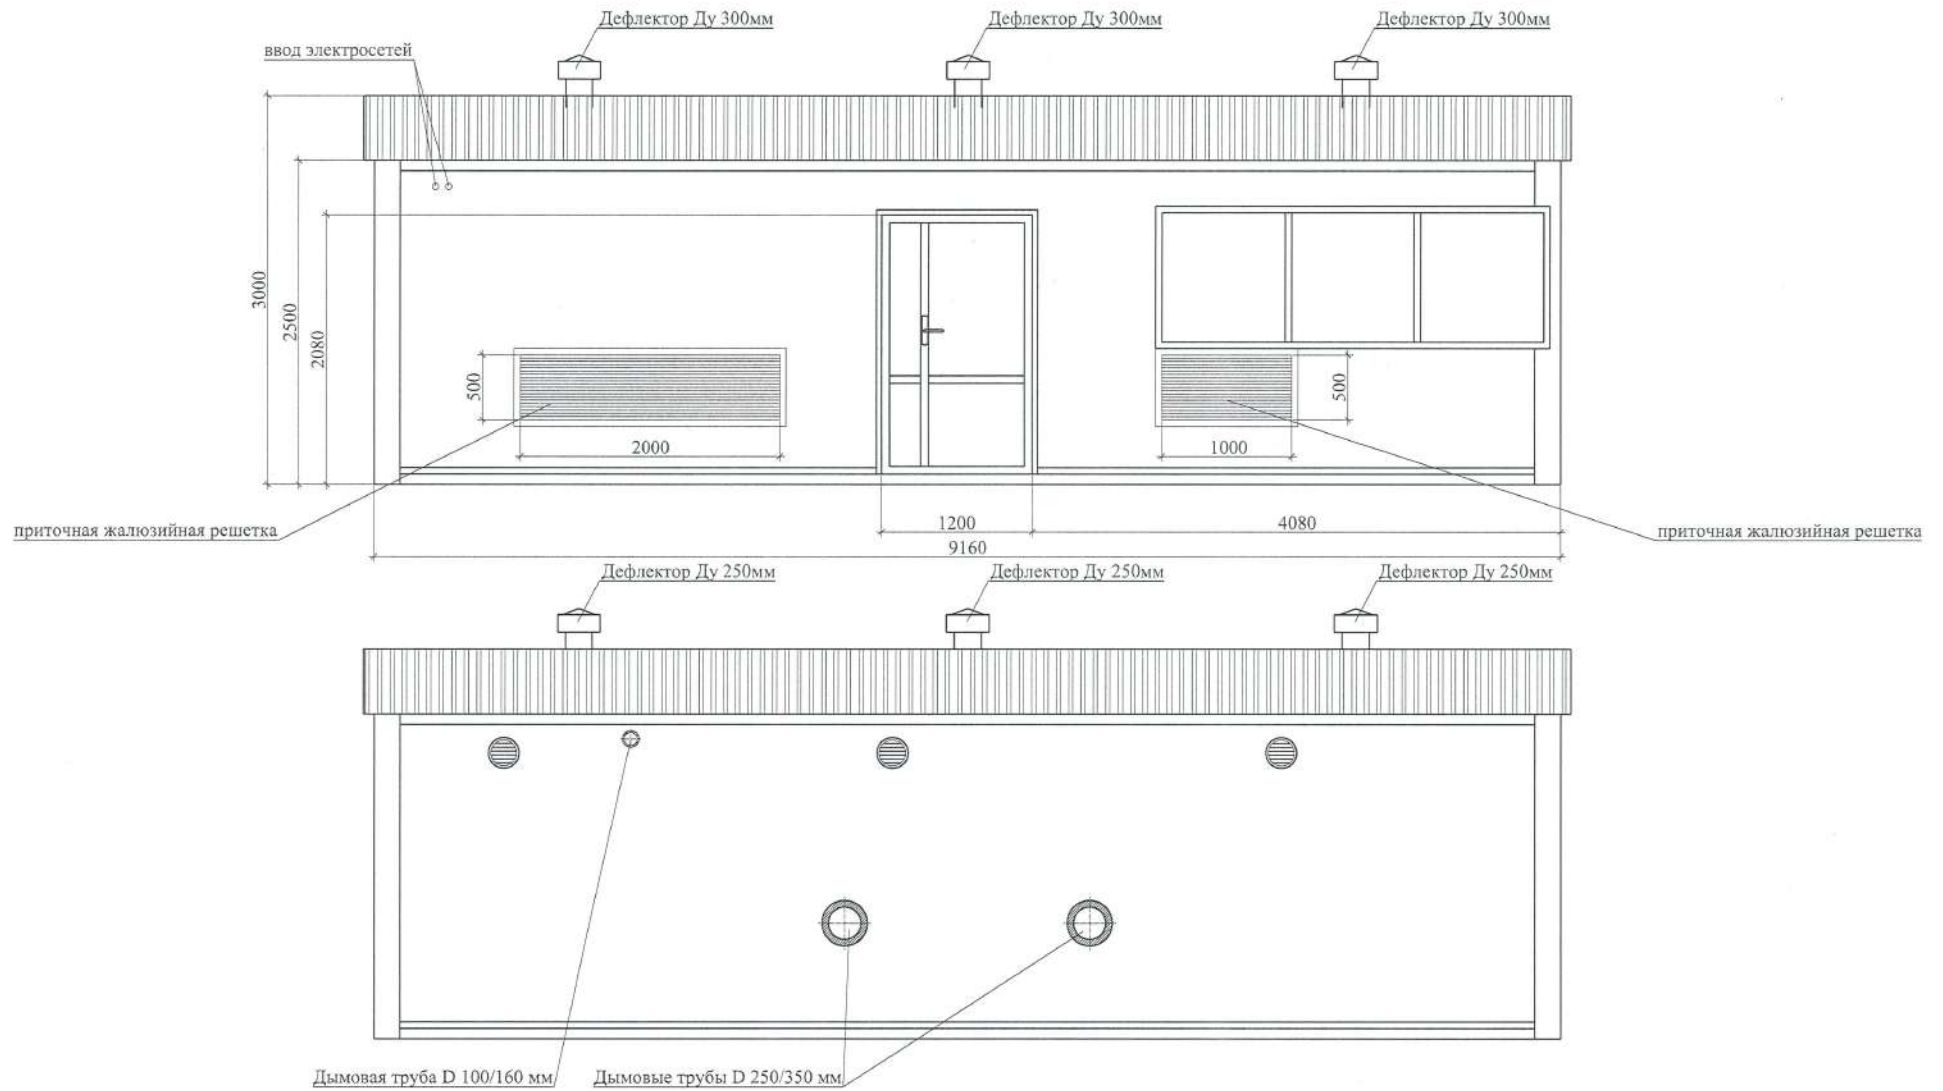 Дефлектор Ду 300мм
Дефлектор Ду 300мм
Дефлектор Ду 300мм
ввод электросетей
3000
2500
2080
500
2000
500
1000
приточная жалюзийная решетка
1200
4080
приточная жалюзийная решетка
9160
Дефлектор Ду 250мм
Дефлектор Ду 250мм
Дефлектор Ду 250мм
Дымовая труба D 100/160 мм
Дымовые трубы D 250/350 мм